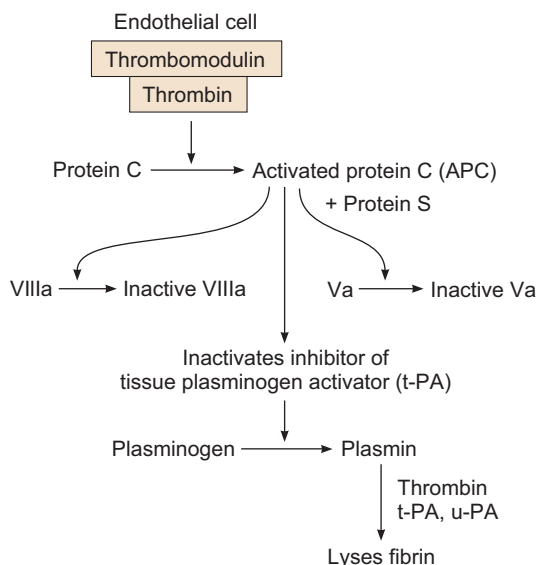 Endothelial cell
Thrombomodulin
Thrombin
Protein C
Activated protein C (APC)
+ Protein S
VIIIa
Inactive VIIIa
Va
Inactive Va
Inactivates inhibitor of
tissue plasminogen activator (t-PA)
Plasminogen
Plasmin
Thrombin
t-PA, u-PA
Lyses fibrin